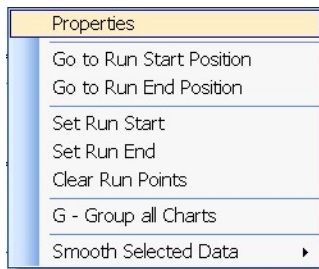 Properties
Go to Run Start Position
Go to Run End Position
Set Run Start
Set Run End
Clear Run Points
G - Group all Charts
Smooth Selected Data